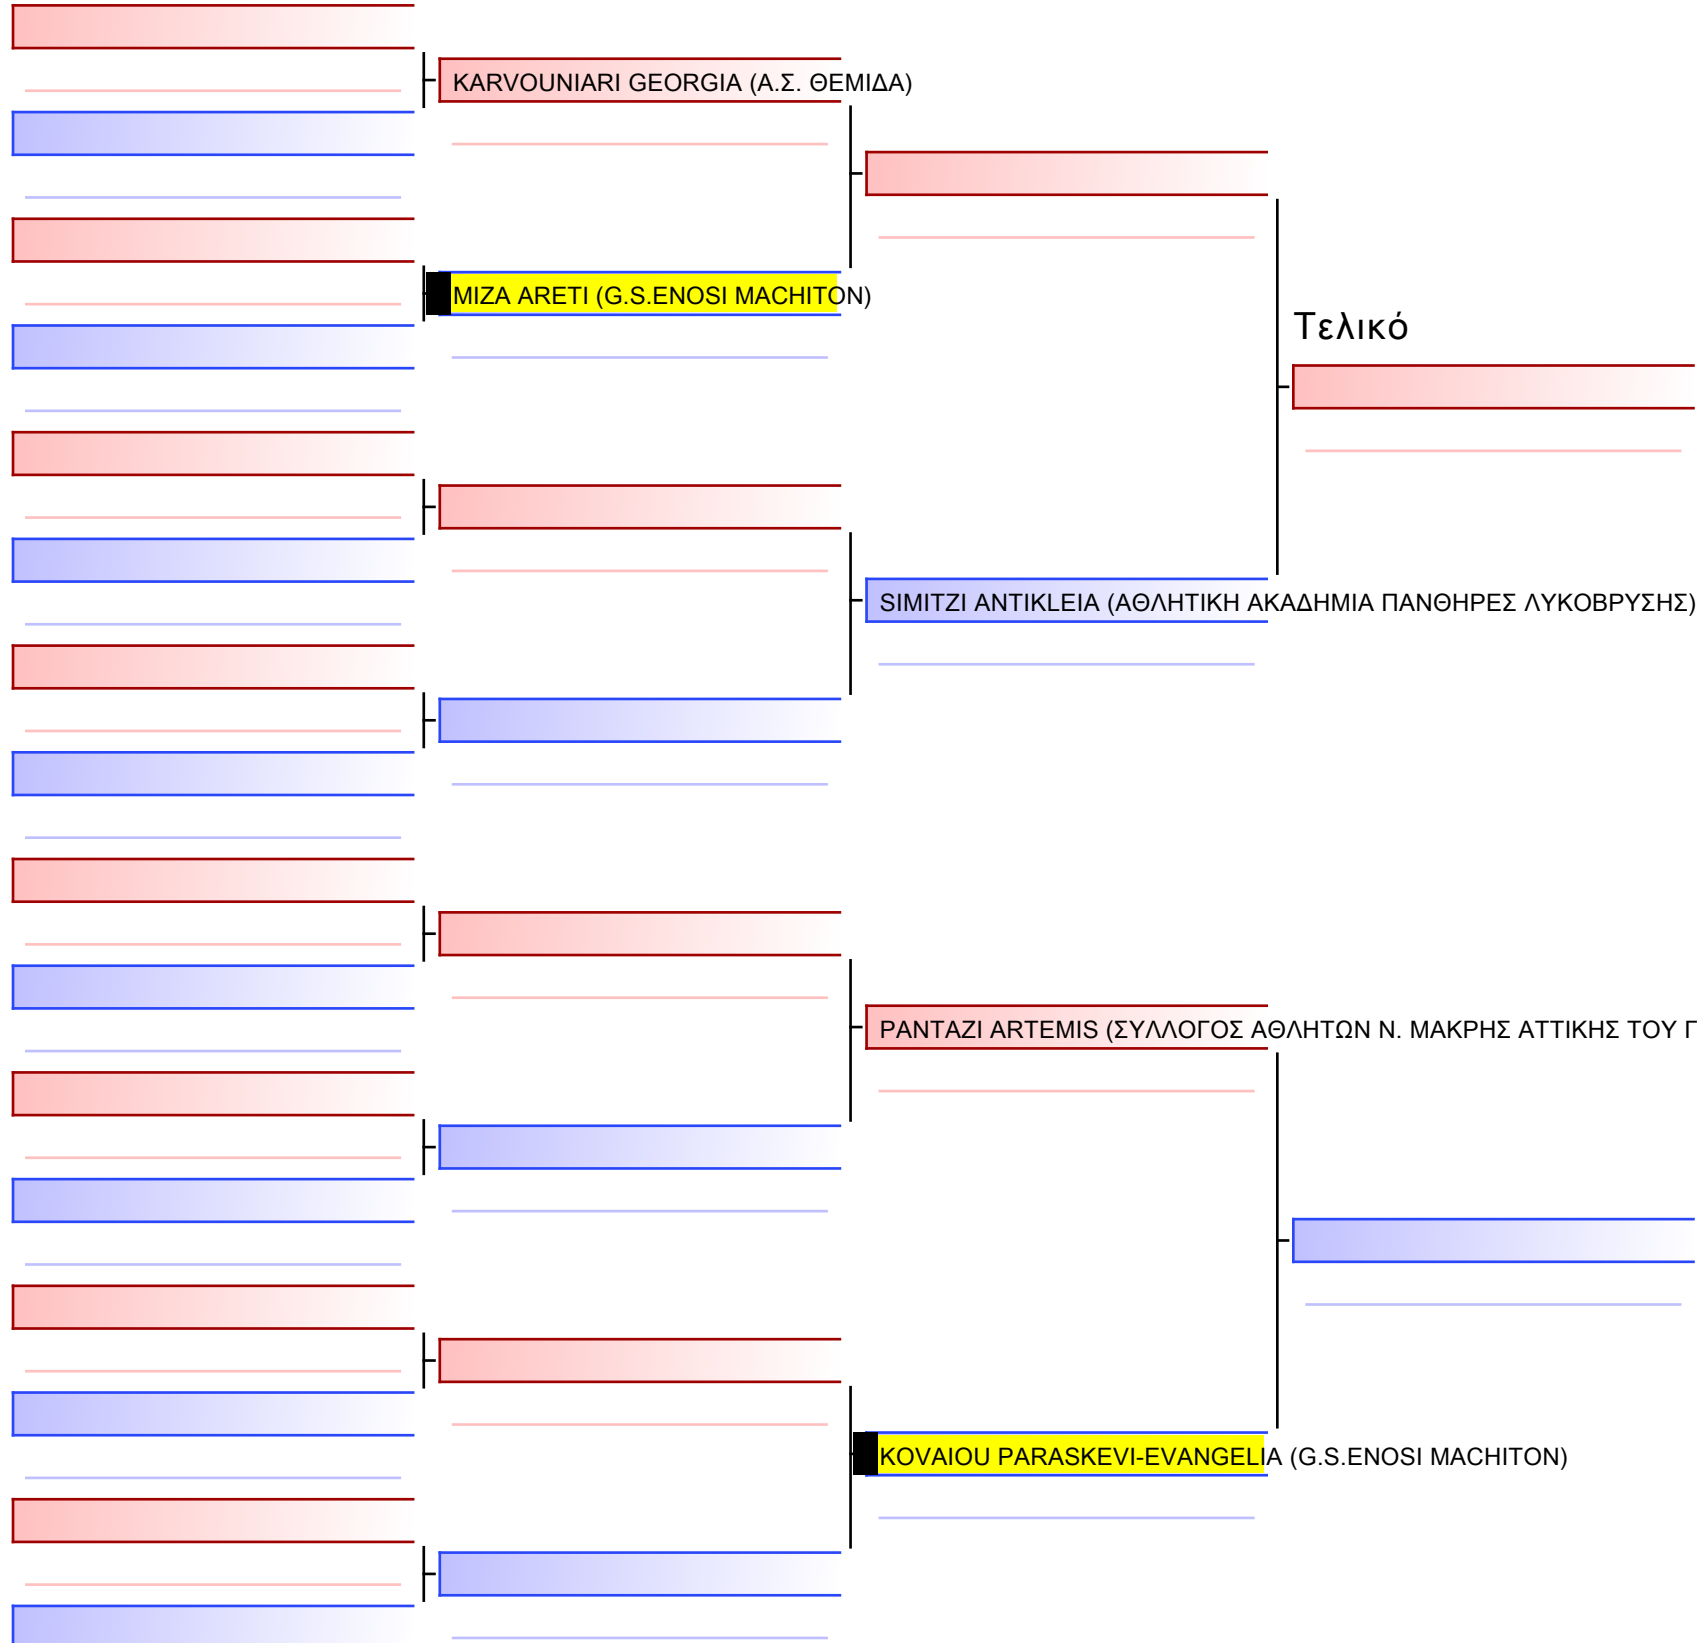 KARVOUNIARI GEORGIA (Α.Σ. ΘΕΜΙΔΑ)
MIZA ARETI (G.S.ENOSI MACHITON)
Τελικό
SIMITZI ANTIKLEIA (ΑΘΛΗΤΙΚΗ ΑΚΑΔΗΜΙΑ ΠΑΝΘΗΡΕΣ ΛΥΚΟΒΡΥΣΗΣ)
PANTAZI ARTEMIS (ΣΥΛΛΟΓΟΣ ΑΘΛΗΤΩΝ Ν. ΜΑΚΡΗΣ ΑΤΤΙΚΗΣ ΤΟΥ
KOVAIOU PARASKEVI-EVANGELIA (G.S.ENOSI MACHITON)